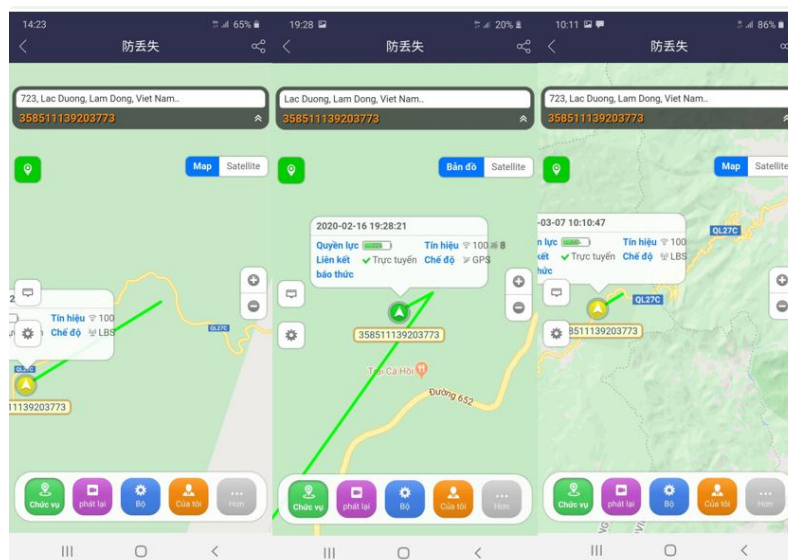 14:23
65%
防丢失
723, Lac Duong, Lam Dong, Viet Nam..
358511139203773
Map Satellite
Tín hiệu 100
Chế độ LBS
QL27C
11139203773
Chức vụ phát lại Bộ Của tôi Hơn
19:28
20%
防丢失
Lac Duong, Lam Dong, Viet Nam..
358511139203773
Bản đồ Satellite
2020-02-16 19:28:21
Quyền lực Tín hiệu 100 8
Liên kết Trực tuyến Chế độ GPS
báo thức
358511139203773
Trại Cá Hồi
Đường 652
Chức vụ phát lại Bộ Của tôi Hơn
10:11
86%
防丢失
723, Lac Duong, Lam Dong, Viet Nam..
358511139203773
Map Satellite
-03-07 10:10:47
n lực Tín hiệu 100
kết Trực tuyến Chế độ LBS
thức
QL27C
QL27C
8511139203773
Chức vụ phát lại Bộ Của tôi Hơn